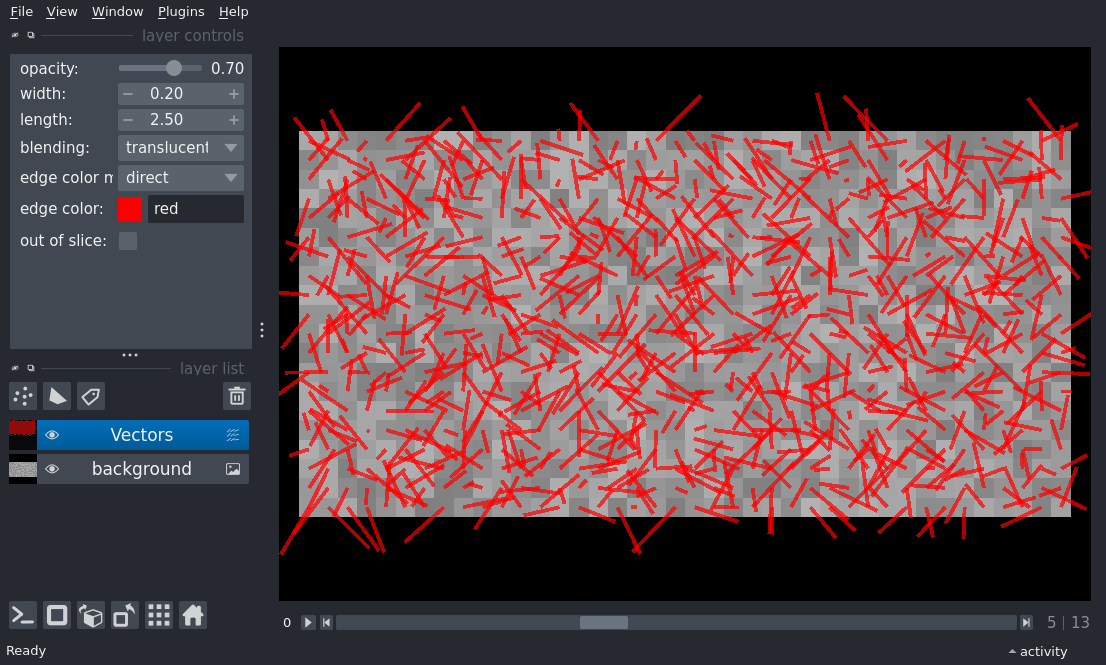 File View Window Plugins Help
layer controls
opacity: 0.70
width: − 0.20 +
length: − 2.50 +
blending: translucent
edge color m direct
edge color: red
out of slice:
layer list
Vectors
background
0 5 | 13
Ready activity